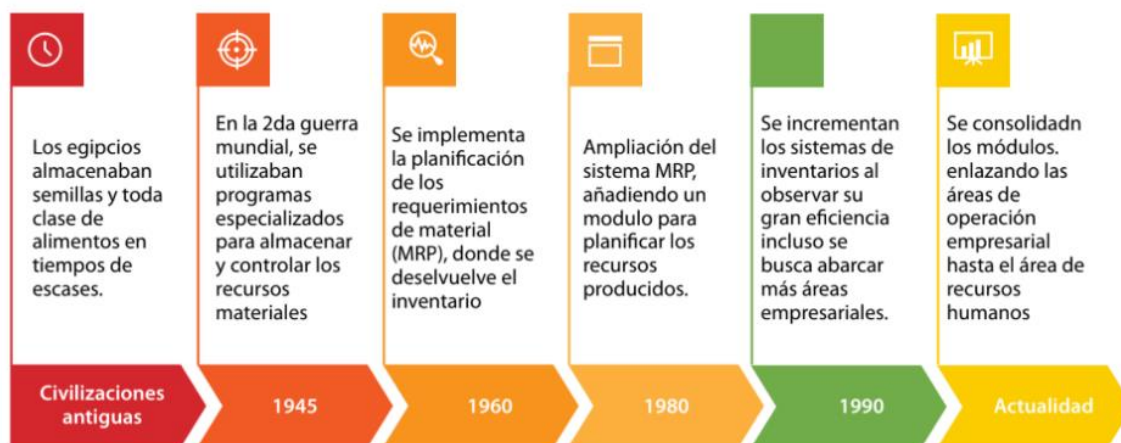 Los egipcios
almacenaban
semillas y toda
clase de
alimentos en
tiempos de
escases.
Civilizaciones
antiguas
En la 2da guerra
mundial, se
utilizaban
programas
especializados
para almacenar
y controlar los
recursos
materiales
1945
Se implementa
la planificación
de los
requerimientos
de material
(MRP), donde se
deselvuelve el
inventario
1960
Ampliación del
sistema MRP,
añadiendo un
modulo para
planificar los
recursos
producidos.
1980
Se incrementan
los sistemas de
inventarios al
observar su
gran eficiencia
incluso se
busca abarcar
más áreas
empresariales.
1990
Se consolidadn
los módulos.
enlazando las
áreas de
operación
empresarial
hasta el área de
recursos
humanos
Actualidad